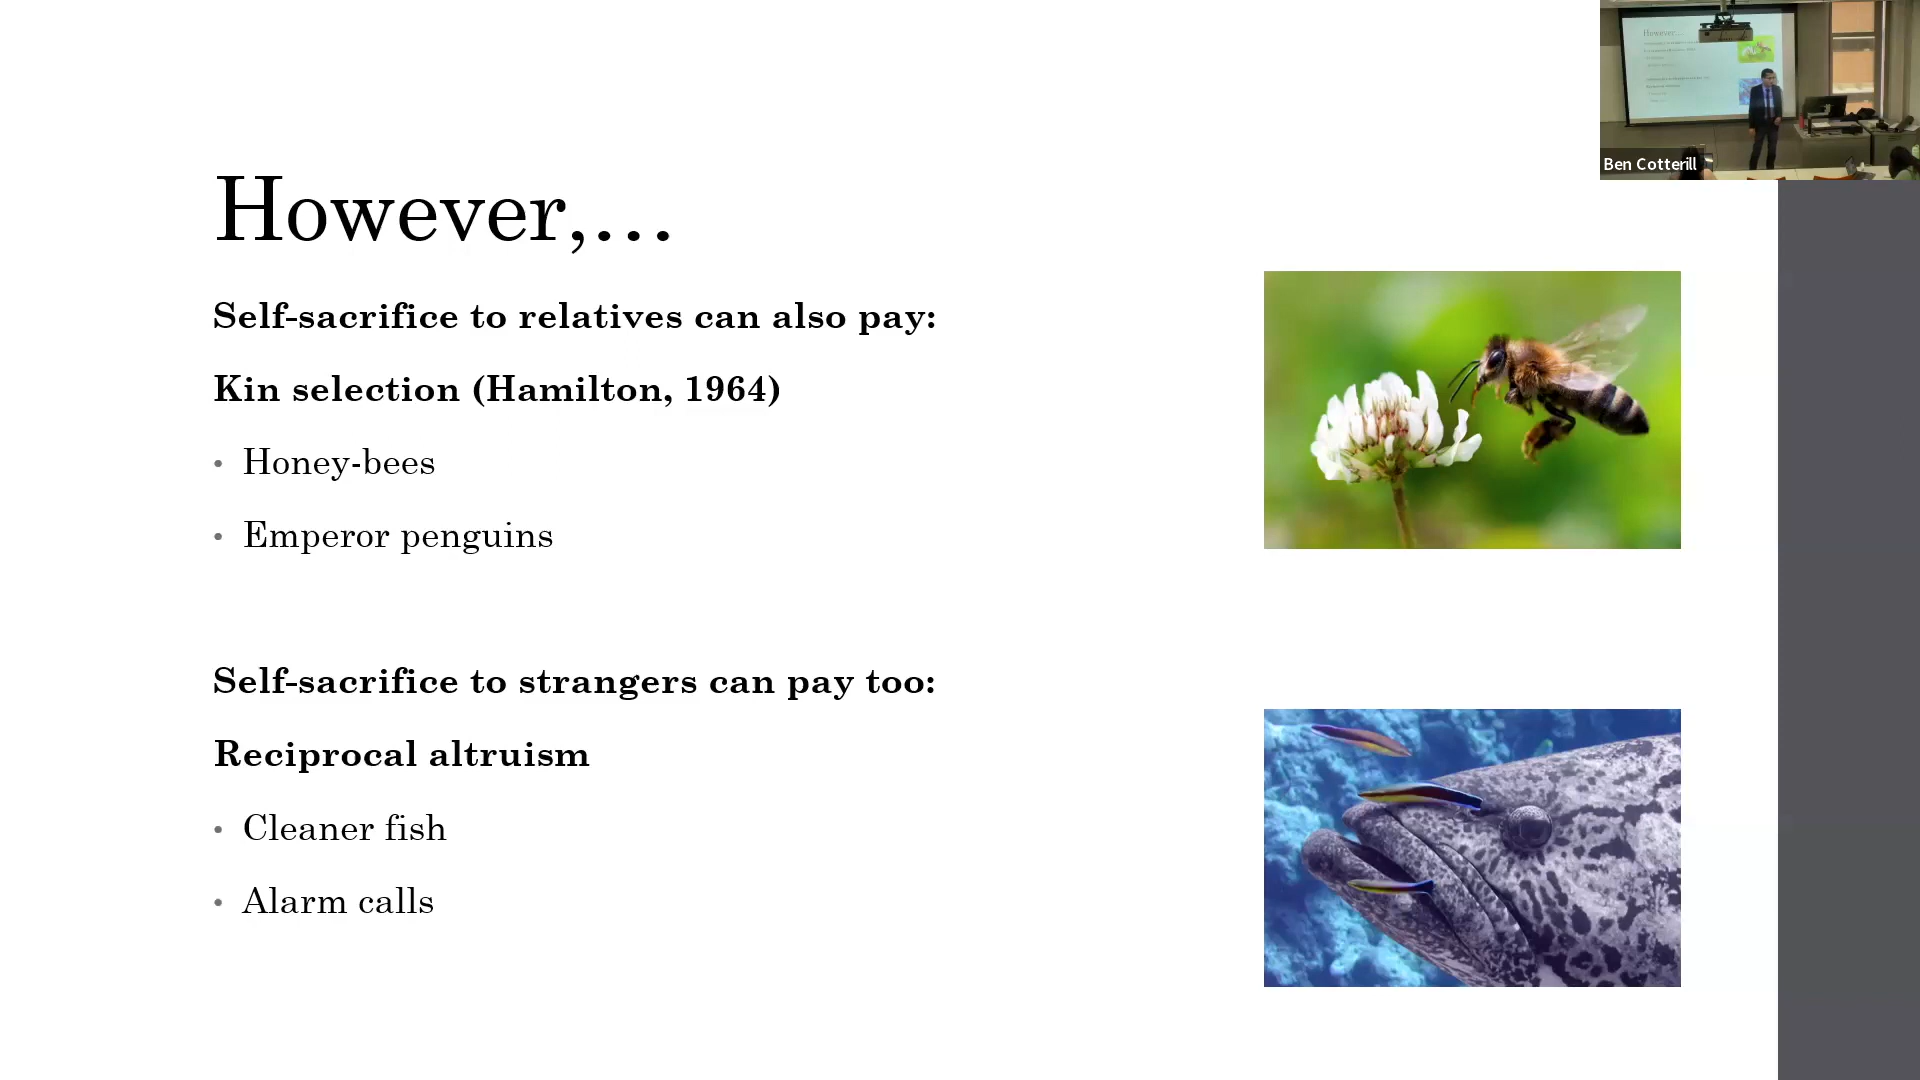 However,...
Self-sacrifice to relatives can also pay:
Kin selection (Hamilton, 1964)
• Honey-bees
• Emperor penguins
Self-sacrifice to strangers can pay too:
Reciprocal altruism
• Cleaner fish
• Alarm calls
However,...
Ben Cotterill